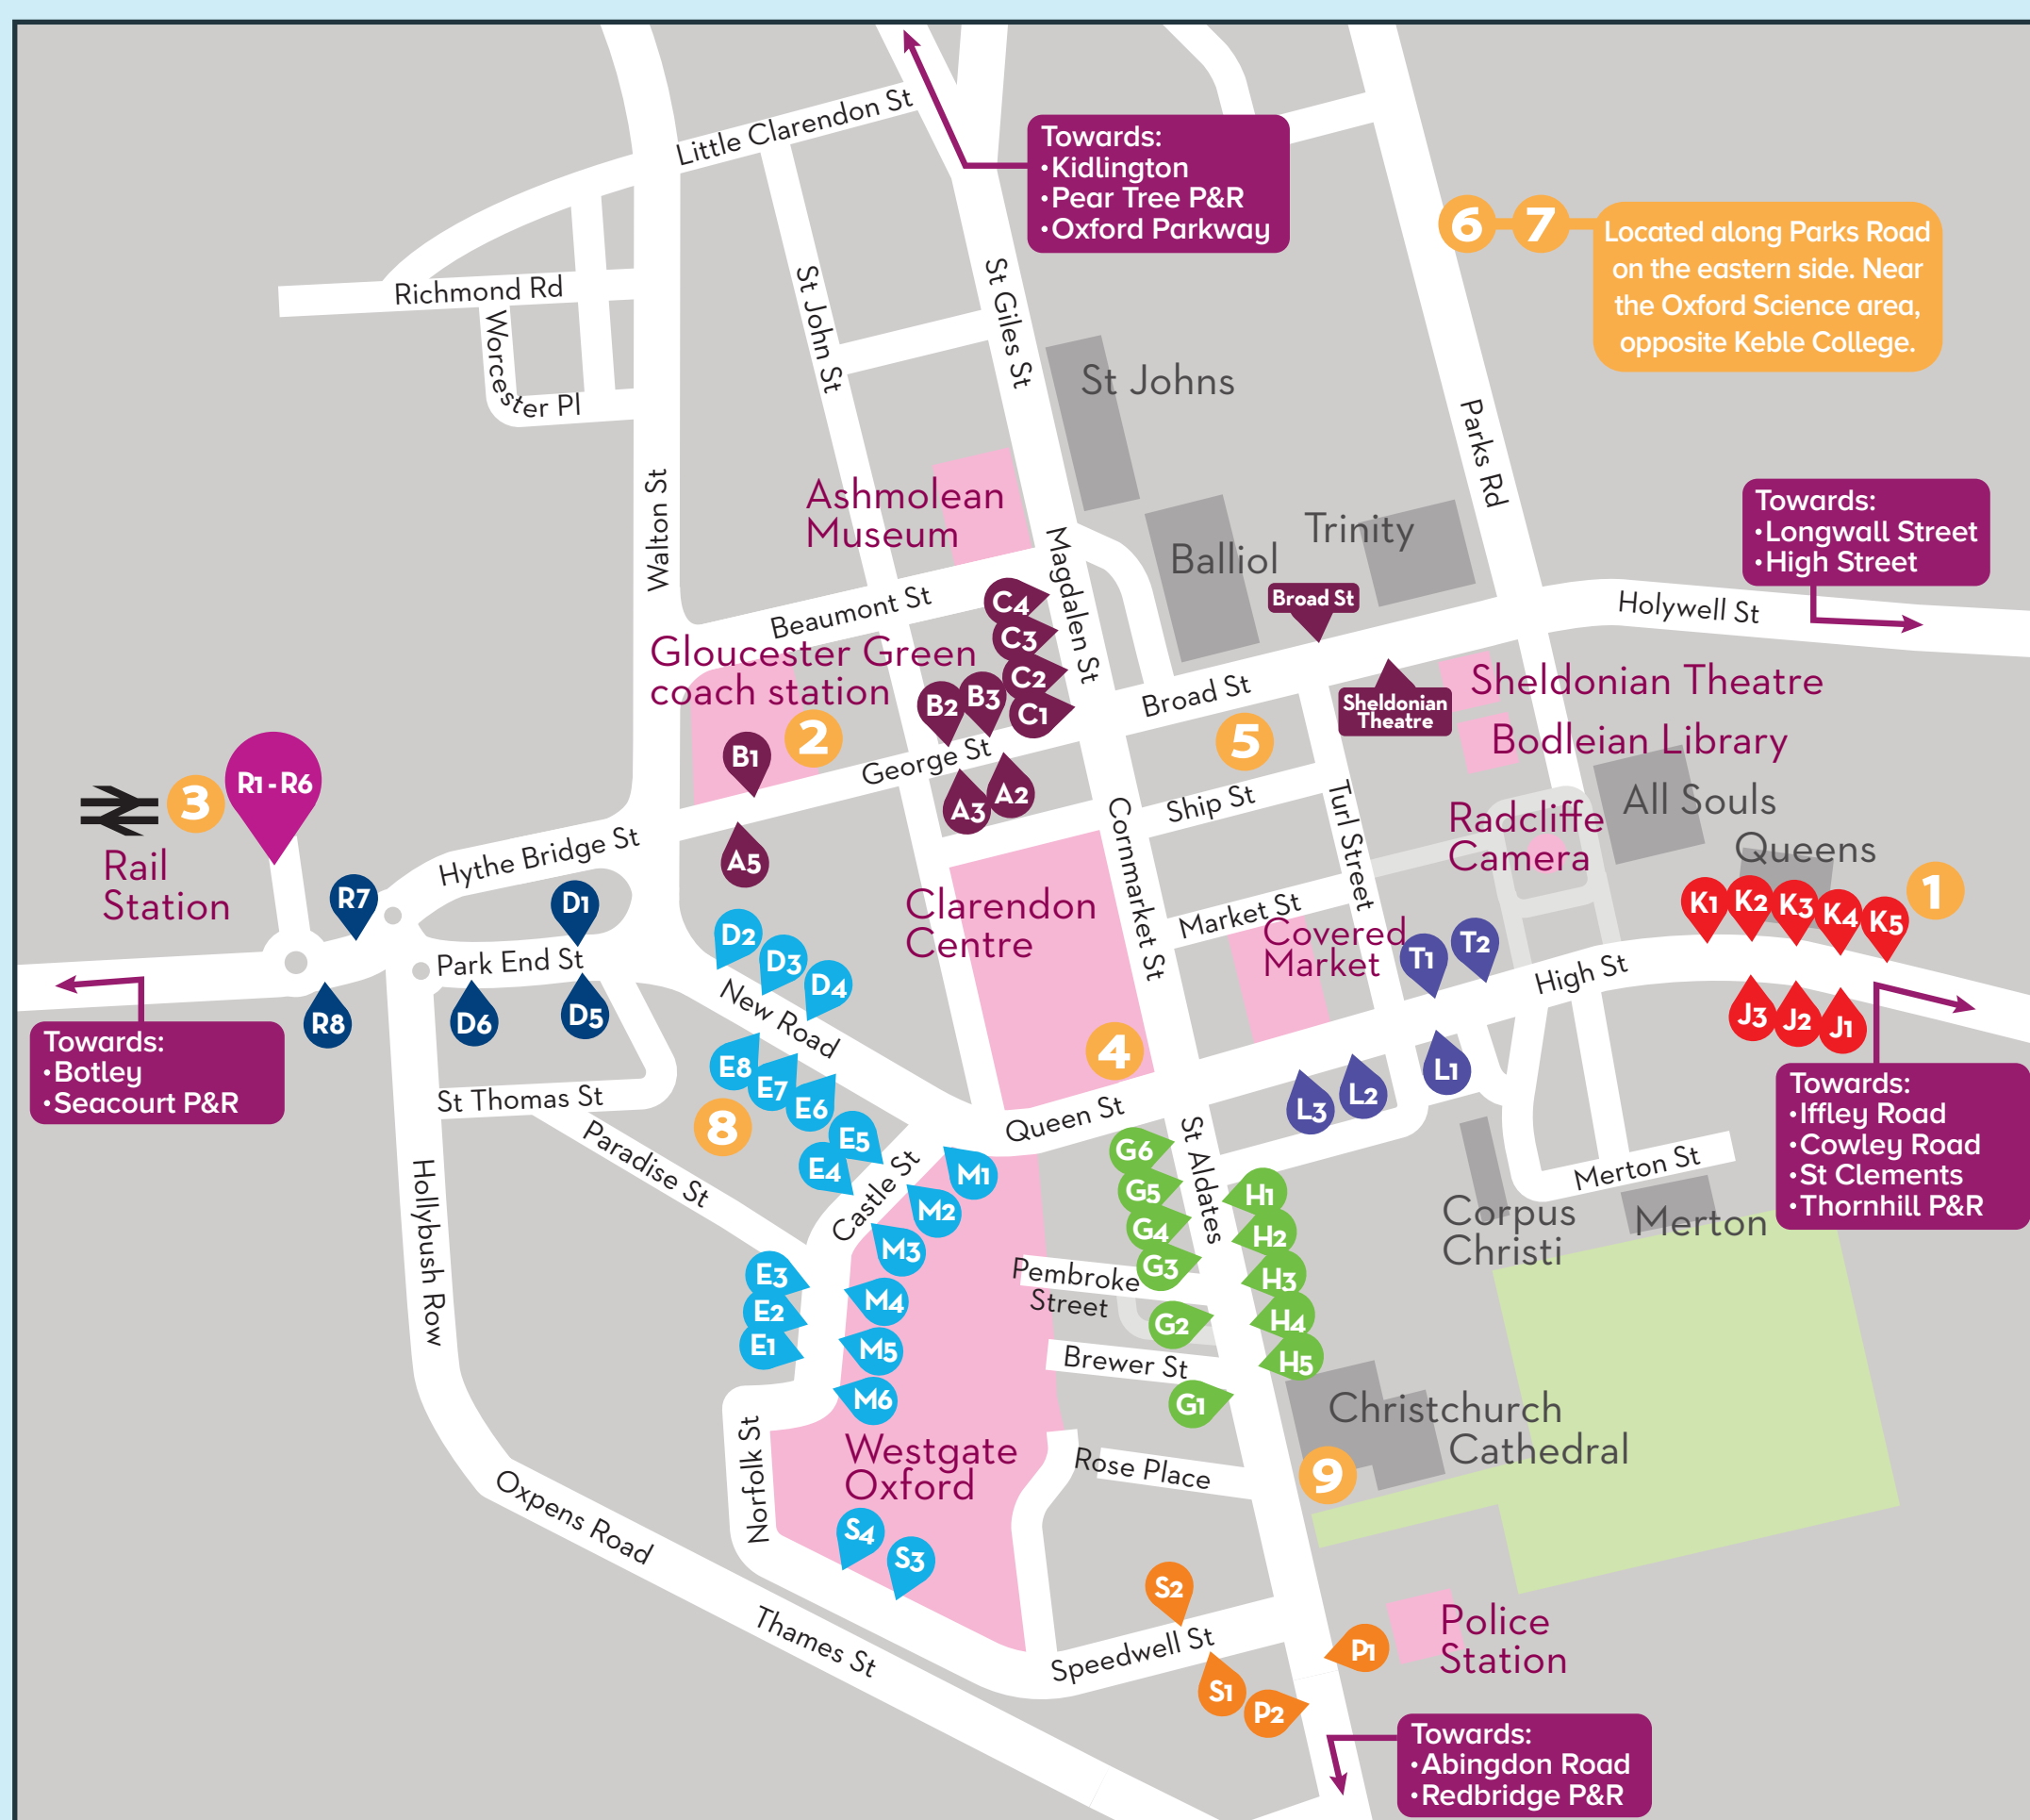 Little Clarendon St
Towards:
•Kidlington
•Pear Tree P&R
•Oxford Parkway
6
7
Located along Parks Road
on the eastern side. Near
the Oxford Science area,
opposite Keble College.
Richmond Rd
Worcester Pl
St John St
St Giles St
St Johns
Parks Rd
Walton St
Ashmolean
Museum
Magdalen St
Balliol
Trinity
Towards:
•Longwall Street
•High Street
Beaumont St
C4
C3
C2
C1
Broad St
Holywell St
Gloucester Green
coach station
B2
B3
Broad St
Sheldonian Theatre
Sheldonian
Theatre
Bodleian Library
B1
2
George St
5
R1-R6
3
Rail
Station
A3
A2
Ship St
Cornmarket St
Turl Street
Radcliffe
Camera
All Souls
Queens
1
Hythe Bridge St
A5
R7
D1
Clarendon
Centre
Market St
Covered
Market
T1
T2
K1
K2
K3
K4
K5
High St
Park End St
D2
D3
D4
New Road
R8
D6
D5
J3
J2
J1
Towards:
•Botley
•Seacourt P&R
E8
E7
E6
E5
E4
8
4
Queen St
L3
L2
L1
Towards:
•Iffley Road
•Cowley Road
•St Clements
•Thornhill P&R
St Thomas St
Paradise St
Hollybush Row
Castle St
M1
M2
M3
M4
M5
M6
E3
E2
E1
St Aldates
G6
G5
G4
G3
G2
G1
H1
H2
H3
H4
H5
Merton St
Corpus
Christi
Merton
Pembroke
Street
Brewer St
Christchurch
Cathedral
9
Rose Place
Westgate
Oxford
Norfolk St
S4
S3
Oxpens Road
Thames St
S2
Speedwell St
S1
P2
P1
Police
Station
Towards:
•Abingdon Road
•Redbridge P&R